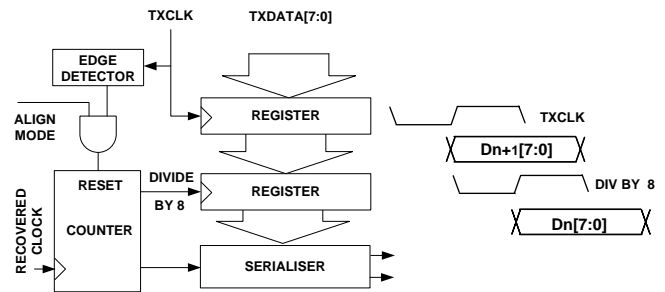 TXCLK
TXDATA[7:0]
EDGE
DETECTOR
ALIGN
MODE
REGISTER
TXCLK
Dn+1[7:0]
RESET
COUNTER
RECOVERED
CLOCK
DIVIDE
BY 8
REGISTER
DIV BY 8
Dn[7:0]
SERIALISER